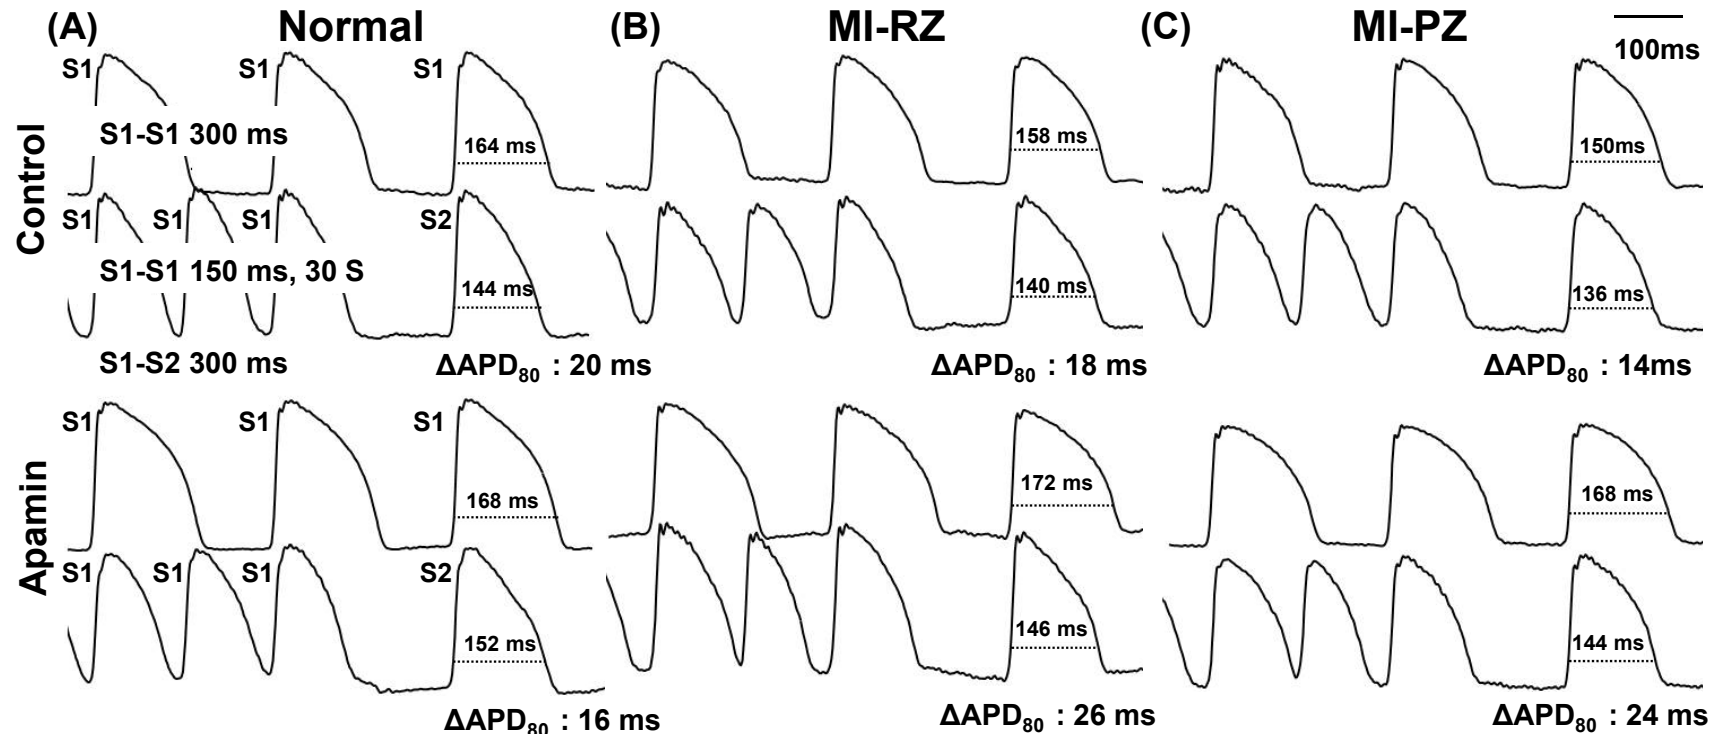 (A) Normal (B) MI-RZ (C) MI-PZ
100ms
Control
S1 S1 S1
S1-S1 300 ms
164 ms 158 ms 150ms
S1 S1 S1 S2
S1-S1 150 ms, 30 S
144 ms 140 ms 136 ms
S1-S2 300 ms
ΔAPD80 : 20 ms ΔAPD80 : 18 ms ΔAPD80 : 14ms
Apamin
S1 S1 S1
168 ms 172 ms 168 ms
S1 S1 S1 S2
152 ms 146 ms 144 ms
ΔAPD80 : 16 ms ΔAPD80 : 26 ms ΔAPD80 : 24 ms